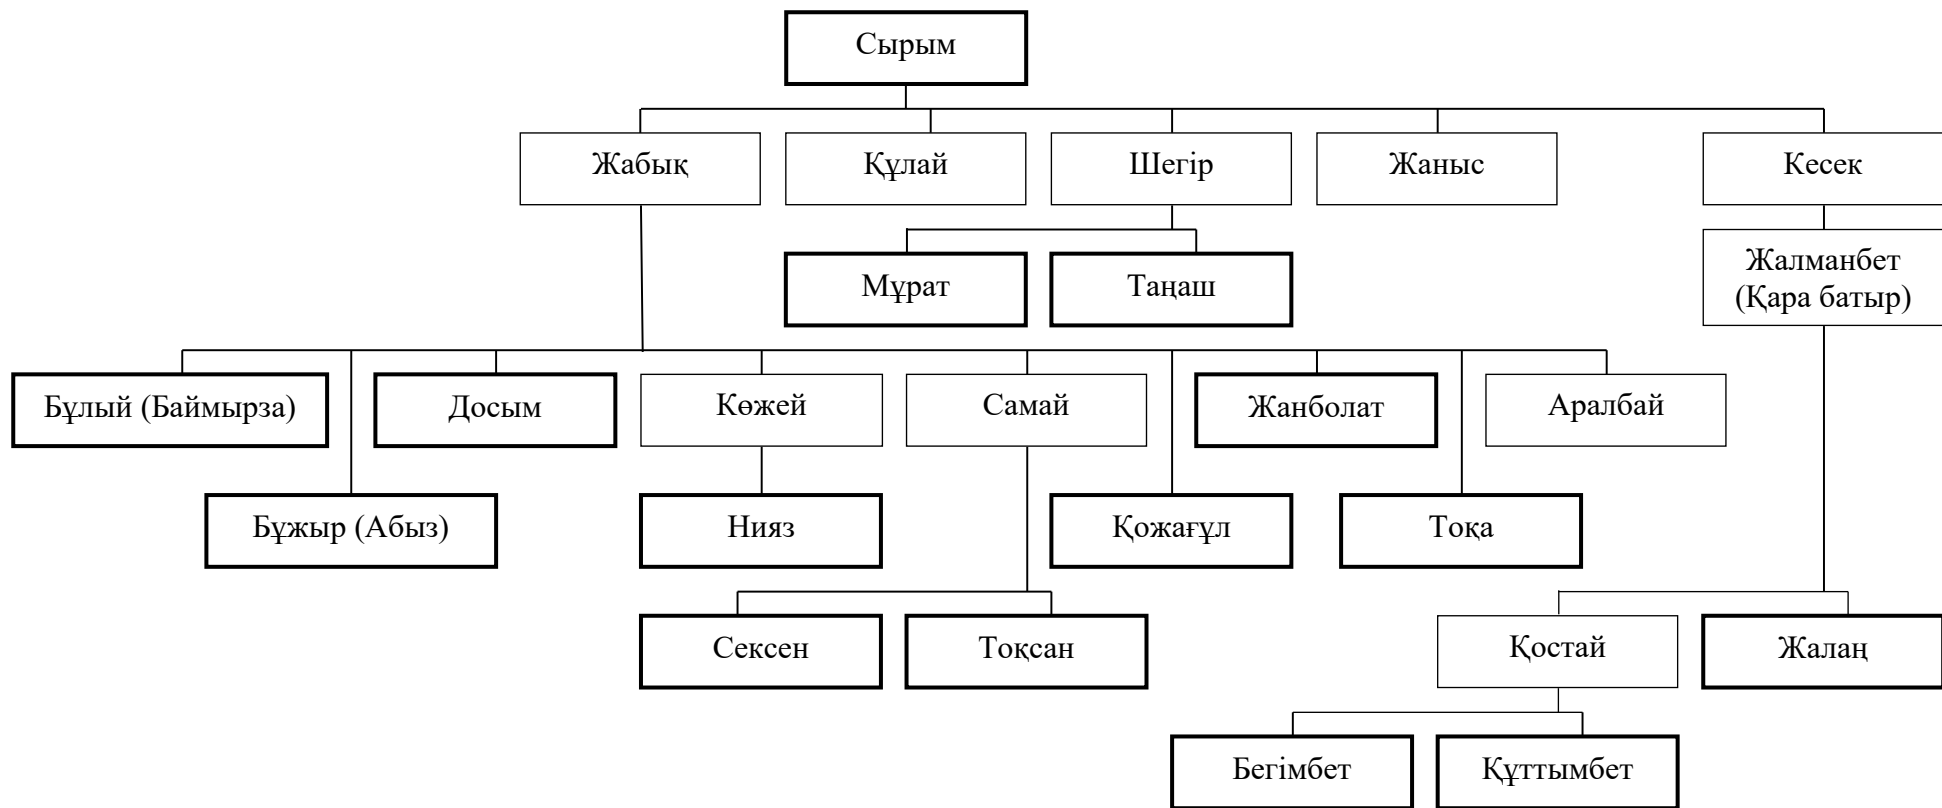 Сырым
Жабық
Құлай
Шегір
Жаныс
Кесек
Мұрат
Таңаш
Жалманбет
(Қара батыр)
Бұлый (Баймырза)
Досым
Көжей
Самай
Жанболат
Аралбай
Бұжыр (Абыз)
Нияз
Қожағұл
Тоқа
Сексен
Тоқсан
Қостай
Жалаң
Бегімбет
Құттымбет